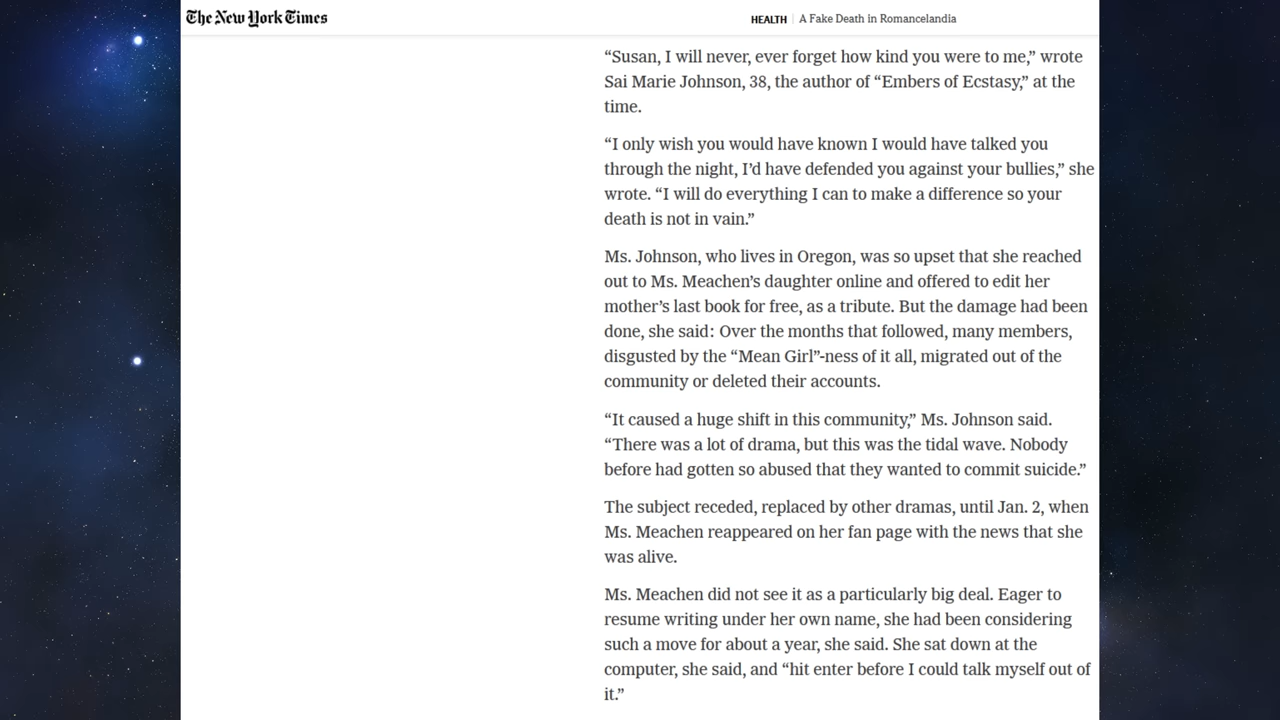 The New York Times
HEALTH | A Fake Death in Romancelandia
“Susan, I will never, ever forget how kind you were to me,” wrote
Sai Marie Johnson, 38, the author of “Embers of Ecstasy,” at the
time.
“I only wish you would have known I would have talked you
through the night, I’d have defended you against your bullies,” she
wrote. “I will do everything I can to make a difference so your
death is not in vain.”
Ms. Johnson, who lives in Oregon, was so upset that she reached
out to Ms. Meachen’s daughter online and offered to edit her
mother’s last book for free, as a tribute. But the damage had been
done, she said: Over the months that followed, many members,
disgusted by the “Mean Girl”-ness of it all, migrated out of the
community or deleted their accounts.
“It caused a huge shift in this community,” Ms. Johnson said.
“There was a lot of drama, but this was the tidal wave. Nobody
before had gotten so abused that they wanted to commit suicide.”
The subject receded, replaced by other dramas, until Jan. 2, when
Ms. Meachen reappeared on her fan page with the news that she
was alive.
Ms. Meachen did not see it as a particularly big deal. Eager to
resume writing under her own name, she had been considering
such a move for about a year, she said. She sat down at the
computer, she said, and “hit enter before I could talk myself out of
it.”